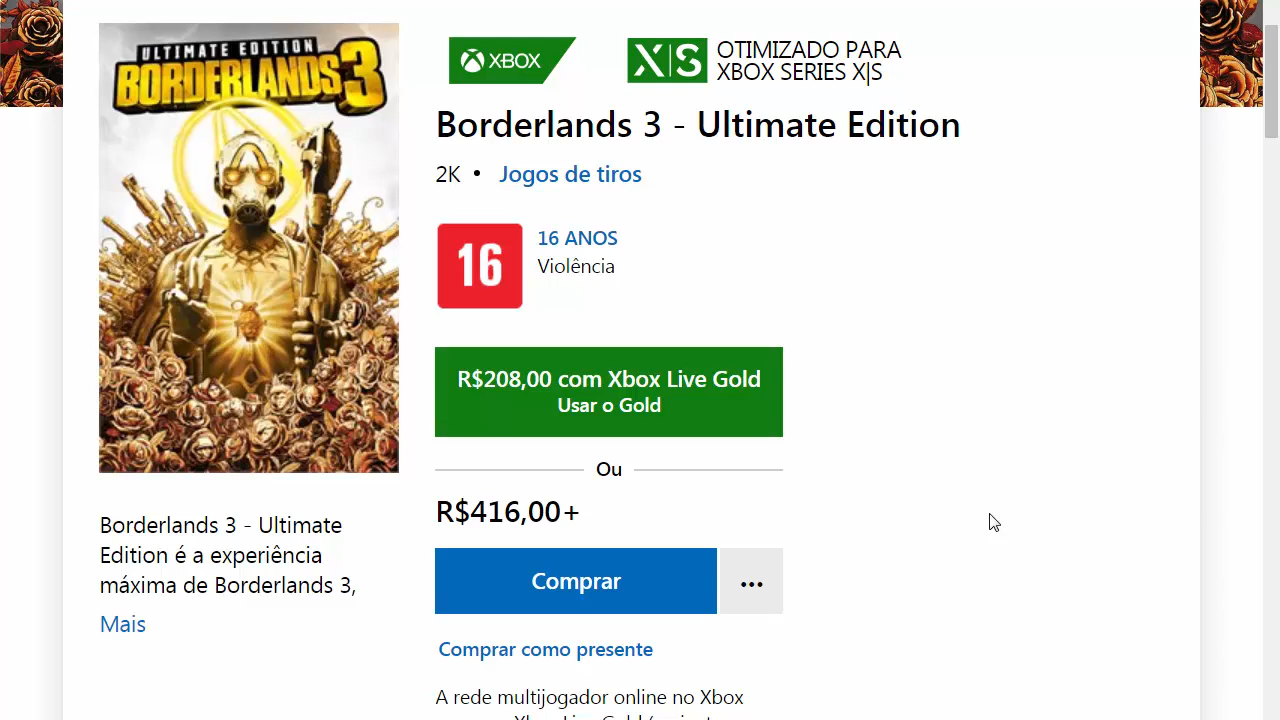 ULTIMATE EDITION
BORDERLANDS 3
XBOX
X|S
OTIMIZADO PARA
XBOX SERIES X|S
Borderlands 3 - Ultimate Edition
2K • Jogos de tiros
16
16 ANOS
Violência
R$208,00 com Xbox Live Gold
Usar o Gold
Ou
R$416,00+
Comprar
...
Comprar como presente
A rede multijogador online no Xbox
Borderlands 3 - Ultimate
Edition é a experiência
máxima de Borderlands 3,
Mais